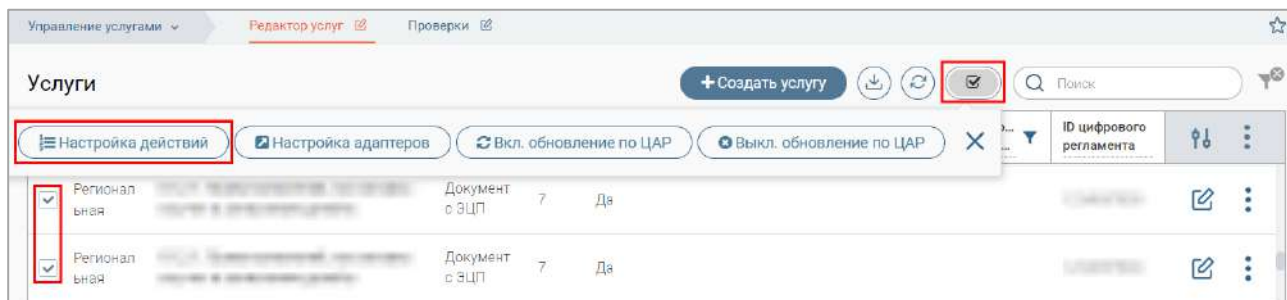 Управление услугами
Редактор услуг
Проверки
Услуги
+Создать услугу
Поиск
Настройка действий
Настройка адаптеров
Вкл. обновление по ЦАР
Выкл. обновление по ЦАР
ID цифрового
регламента
Регионал
ьная
Документ
с ЭЦП
7
Да
Регионал
ьная
Документ
с ЭЦП
7
Да